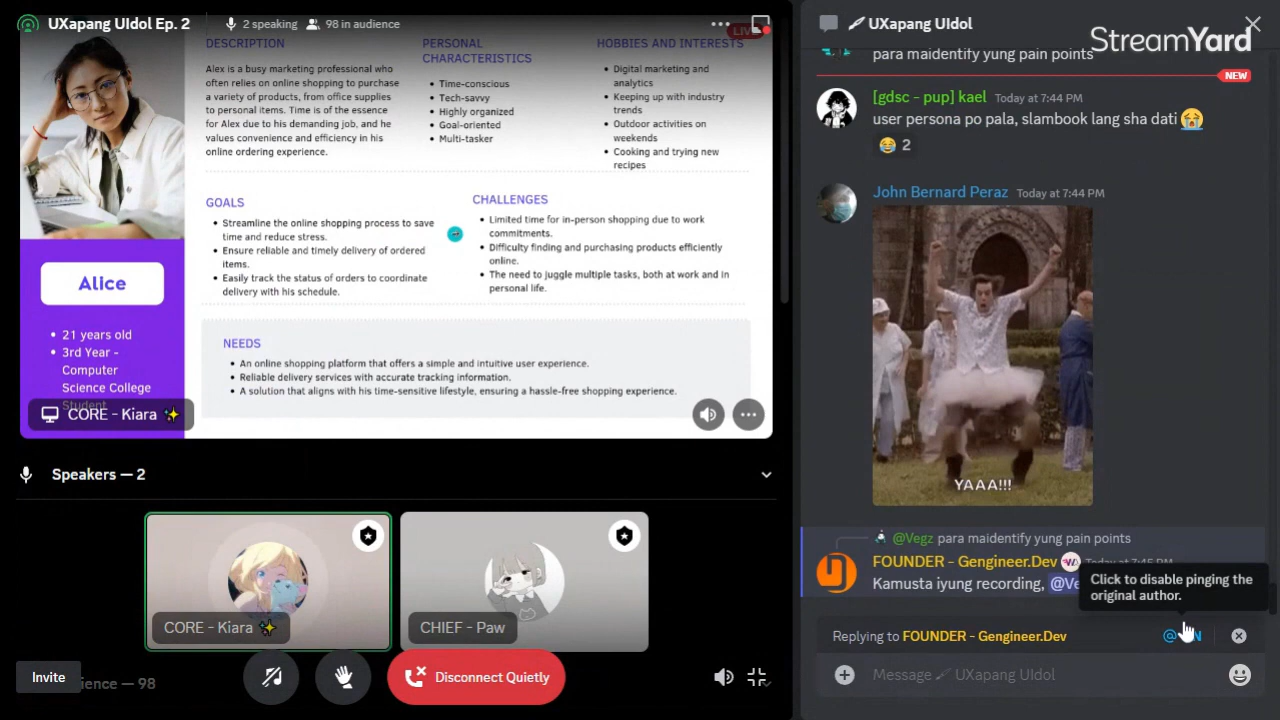 UXapang UIdol Ep. 2
2 speaking
98 in audience
LIVE
DESCRIPTION
Alex is a busy marketing professional who
often relies on online shopping to purchase
a variety of products, from office supplies
to personal items. Time is of the essence
for Alex due to his demanding job, and he
values convenience and efficiency in his
online ordering experience.
PERSONAL
CHARACTERISTICS
• Time-conscious
• Tech-savvy
• Highly organized
• Goal-oriented
• Multi-tasker
HOBBIES AND INTERESTS
• Digital marketing and
analytics
• Keeping up with industry
trends
• Outdoor activities on
weekends
• Cooking and trying new
recipes
GOALS
• Streamline the online shopping process to save
time and reduce stress.
• Ensure reliable and timely delivery of ordered
items.
• Easily track the status of orders to coordinate
delivery with his schedule.
CHALLENGES
• Limited time for in-person shopping due to work
commitments.
• Difficulty finding and purchasing products efficiently
online.
• The need to juggle multiple tasks, both at work and in
personal life.
Alice
• 21 years old
• 3rd Year -
Computer
Science College
Student
NEEDS
• An online shopping platform that offers a simple and intuitive user experience.
• Reliable delivery services with accurate tracking information.
• A solution that aligns with his time-sensitive lifestyle, ensuring a hassle-free shopping experience.
CORE - Kiara ✨
Speakers — 2
CORE - Kiara ✨
CHIEF - Paw
Invite
— 98
Disconnect Quietly
UXapang UIdol
StreamYard
para maidentify yung pain points
NEW
[gdsc - pup] kael Today at 7:44 PM
user persona po pala, slambook lang sha dati 😭
😂 2
John Bernard Peraz Today at 7:44 PM
YAAA!!!
@Vegz para maidentify yung pain points
FOUNDER - Gengineer.Dev Today at 7:45 PM
Kamusta iyung recording,
Click to disable pinging the
original author.
Replying to FOUNDER - Gengineer.Dev
Message UXapang UIdol